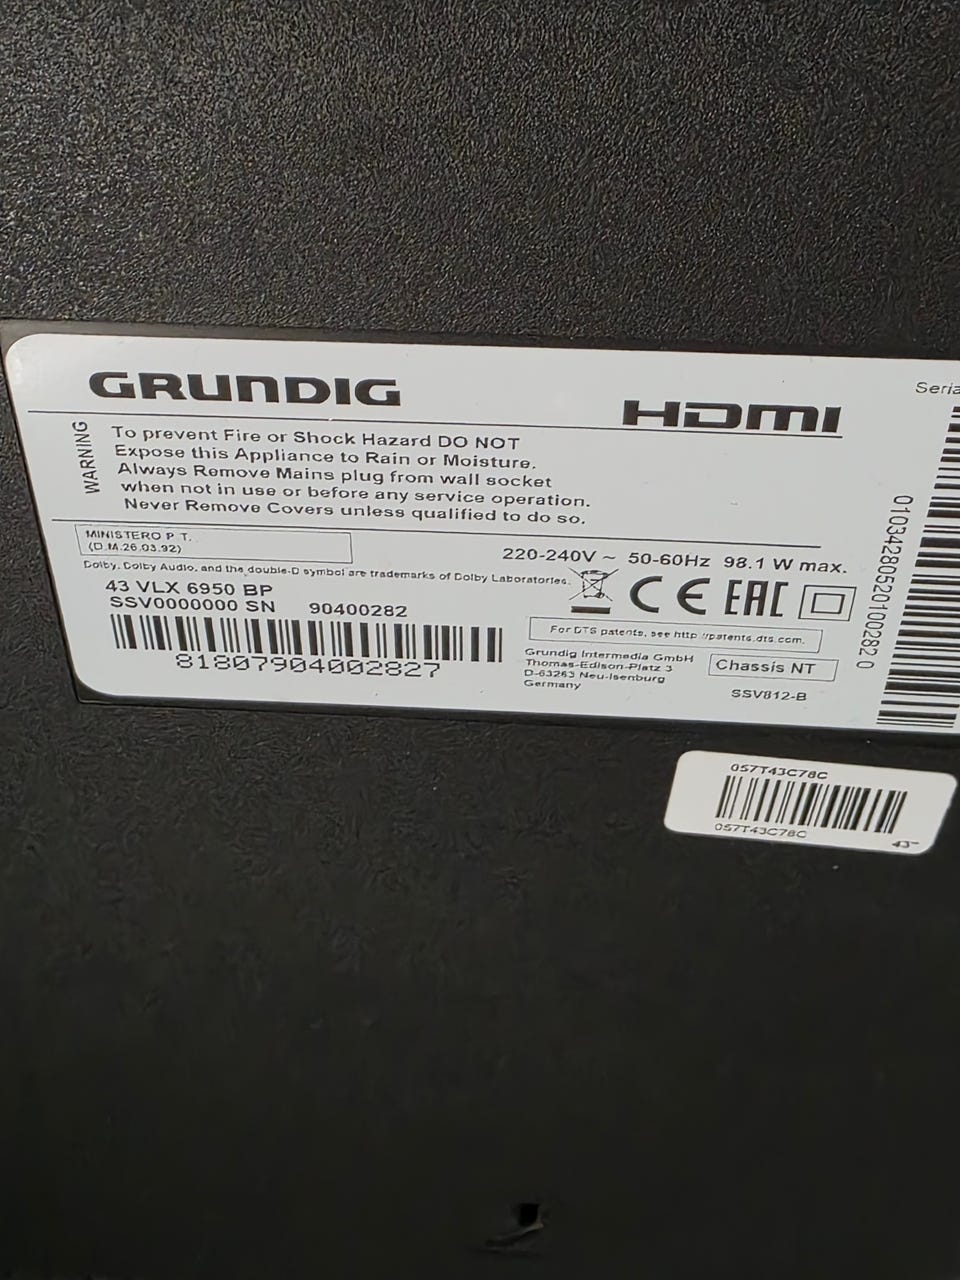 GRUNDIG
HDMI
WARNING
To prevent Fire or Shock Hazard DO NOT
Expose this Appliance to Rain or Moisture.
Always Remove Mains plug from wall socket
when not in use or before any service operation.
Never Remove Covers unless qualified to do so.
MINISTERO P T.
(D.M.26.03.92)
220-240V ~ 50-60Hz 98.1 W max.
Dolby, Dolby Audio, and the double-D symbol are trademarks of Dolby Laboratories.
43 VLX 6950 BP
SSV0000000 SN 90400282
81807904002827
CE EAC
For DTS patents, see http://patents.dts.com.
Grundig Intermedia GmbH
Thomas-Edison-Platz 3
D-63263 Neu-Isenburg
Germany
Chassis NT
SSV812-B
Seria
01034280520100282 0
057T43C78C
057T43C78C
43"